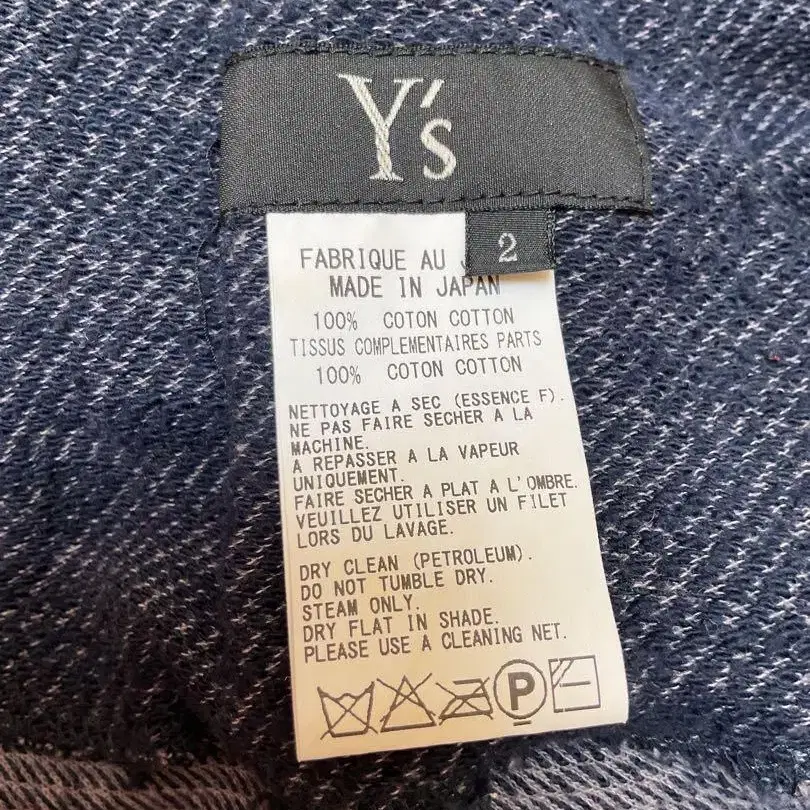 Y's
2
FABRIQUE AU
MADE IN JAPAN
100% COTON COTTON
TISSUS COMPLEMENTAIRES PARTS
100% COTON COTTON
NETTOYAGE A SEC (ESSENCE F).
NE PAS FAIRE SECHER A LA
MACHINE.
A REPASSER A LA VAPEUR
UNIQUEMENT.
FAIRE SECHER A PLAT A L'OMBRE.
VEUILLEZ UTILISER UN FILET
LORS DU LAVAGE.
DRY CLEAN (PETROLEUM).
DO NOT TUMBLE DRY.
STEAM ONLY.
DRY FLAT IN SHADE.
PLEASE USE A CLEANING NET.
P